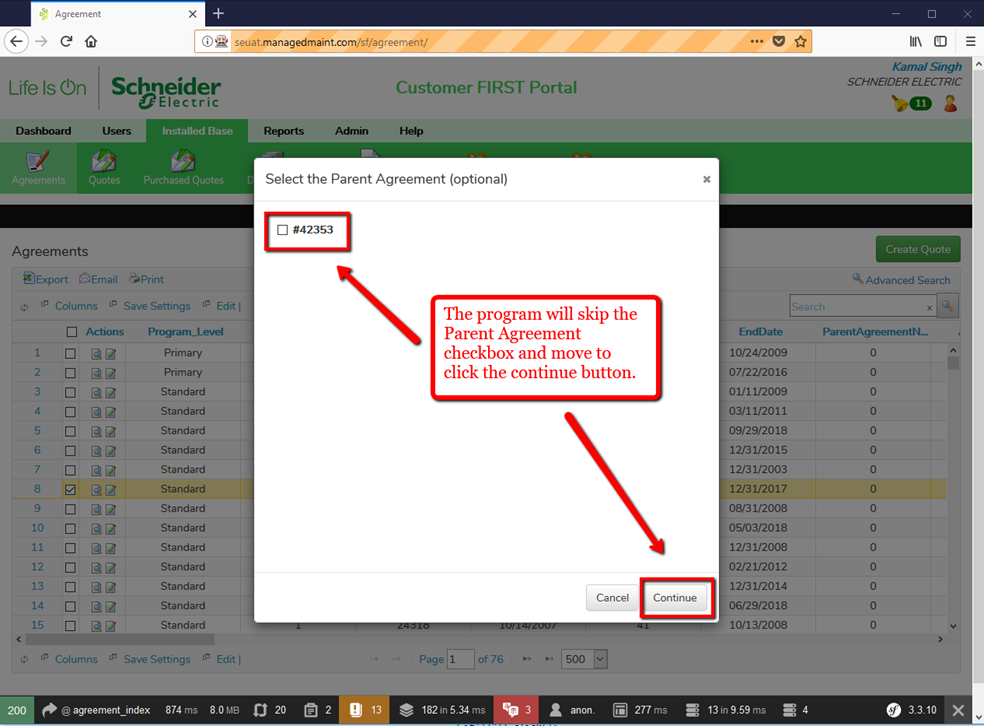 Agreement
seuat.managedmaint.com/sf/agreement/
Kamal Singh
SCHNEIDER ELECTRIC
11
Life Is On Schneider Electric
Customer FIRST Portal
Dashboard Users Installed Base Reports Admin Help
Agreements Quotes Purchased Quotes
Select the Parent Agreement (optional)
#42353
The program will skip the
Parent Agreement
checkbox and move to
click the continue button.
Cancel Continue
Agreements
Create Quote
Export Email Print
Advanced Search
Columns Save Settings Edit |
Search x
Actions Program_Level EndDate ParentAgreementN...
1 Primary 10/24/2009 0
2 Primary 07/22/2016 0
3 Standard 01/11/2009 0
4 Standard 03/11/2011 0
5 Standard 09/29/2018 0
6 Standard 12/31/2015 0
7 Standard 12/31/2003 0
8 Standard 12/31/2017 0
9 Standard 08/31/2008 0
10 Standard 05/03/2018 0
11 Standard 12/31/2008 0
12 Standard 02/21/2012 0
13 Standard 12/31/2014 0
14 Standard 06/29/2018 0
15 Standard 1 24318 10/14/2007 41 10/13/2008 0
Columns Save Settings Edit |
Page 1 of 76 500
200 @ agreement_index 874 ms 8.0 MB 20 2 13 182 in 5.34 ms 3 anon. 277 ms 13 in 9.59 ms 4 3.3.10